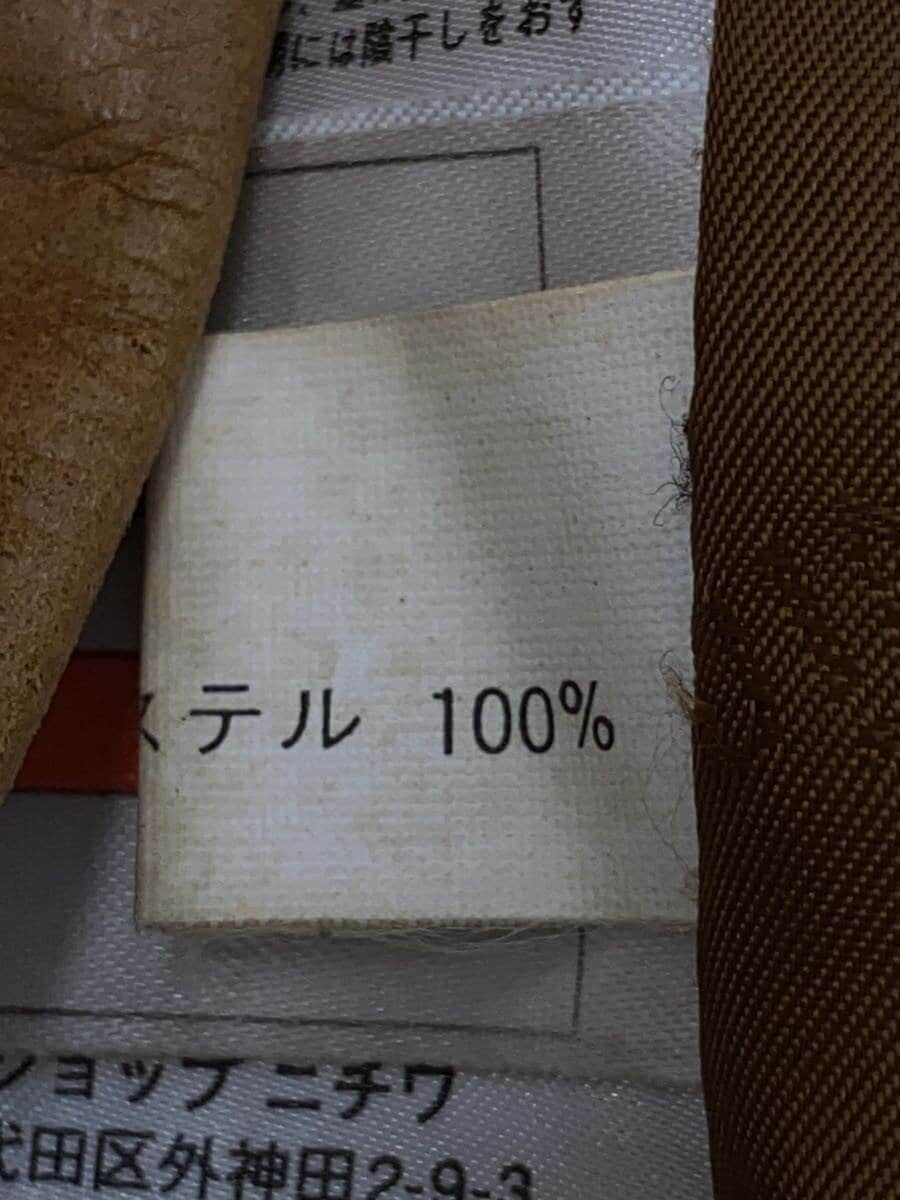 には陰干しをおす
ステル 100%
ショップニチワ
代田区外神田2-9-3